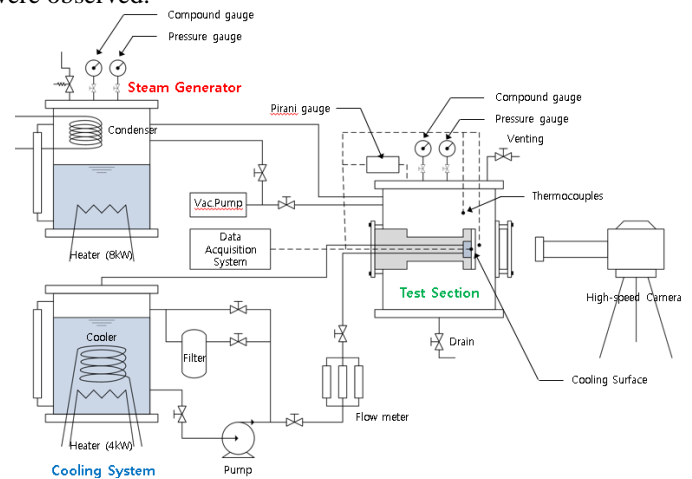 were observed.
Compound gauge
Pressure gauge
Steam Generator
Condenser
Heater (8kW)
Pirani gauge
Compound gauge
Pressure gauge
Venting
Thermocouples
Vac.Pump
Data
Acquisition
System
Test Section
High-speed Camera
Cooler
Filter
Drain
Cooling Surface
Flow meter
Heater (4kW)
Cooling System
Pump